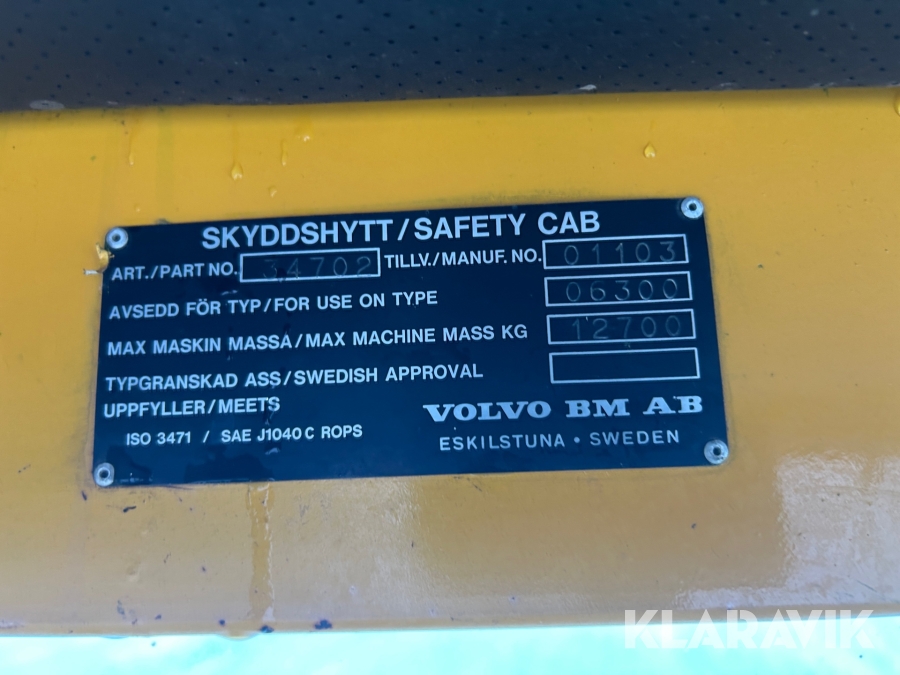 SKYDDSHYTT/SAFETY CAB
ART./PART NO. 34702 TILLV./MANUF. NO. 01103
AVSEDD FÖR TYP/FOR USE ON TYPE 06300
MAX MASKIN MASSA/MAX MACHINE MASS KG 12700
TYPGRANSKAD ASS/SWEDISH APPROVAL
UPPFYLLER/MEETS
ISO 3471 / SAE J1040C ROPS
VOLVO BM AB
ESKILSTUNA • SWEDEN
KLARAVIK